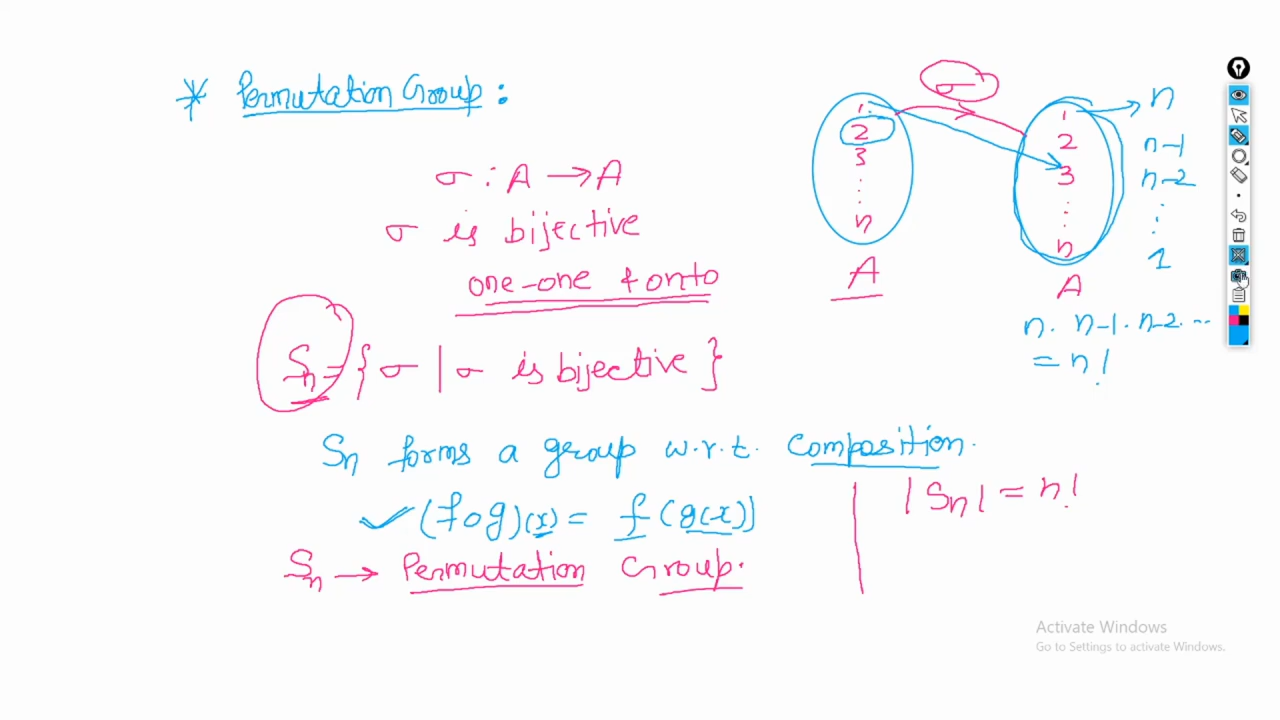 * Permutation Group :
σ : A → A
σ is bijective
one-one & onto
Sn = { σ | σ is bijective }
Sn forms a group w.r.t. composition.
✓ (fog)(x) = f(g(x))
Sn → Permutation Group.
σ
1
2
3
n
A
1 → n
2 n-1
3 n-2
⋮ ⋮
n 1
A
n. n-1. n-2. ...
= n!
|Sn| = n!
Activate Windows
Go to Settings to activate Windows.